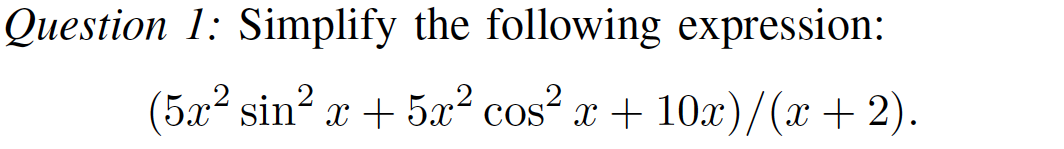 Question 1: Simplify the following expression:
(5x² sin² x + 5x² cos² x + 10x)/(x + 2).